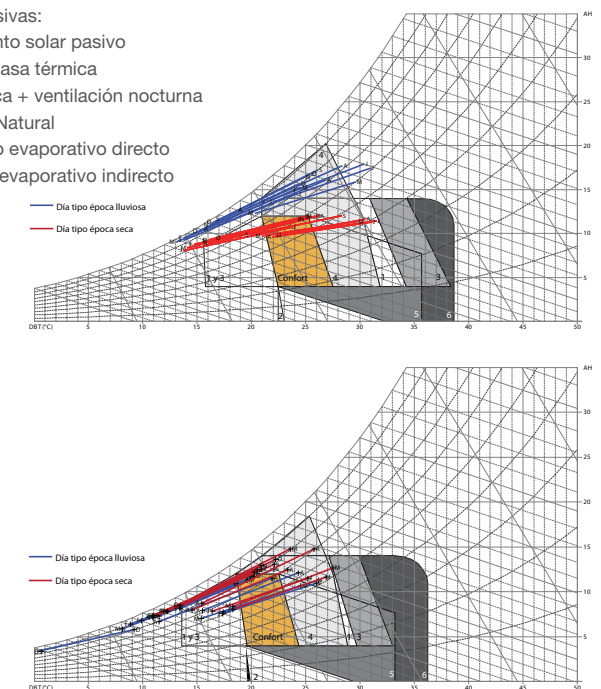 sivas:
nto solar pasivo
asa térmica
ca + ventilación nocturna
Natural
o evaporativo directo
evaporativo indirecto
Día tipo época lluviosa
Día tipo época seca
AH
30
25
20
15
10
5
4
1 y 3
Confort
4
1
3
2
5
6
DBT(°C)
5
10
15
20
25
30
35
40
45
50
Día tipo época lluviosa
Día tipo época seca
AH
30
25
20
15
10
5
1 y 3
Confort
4
1
3
2
5
6
DBT(°C)
5
10
15
20
25
30
35
40
45
50